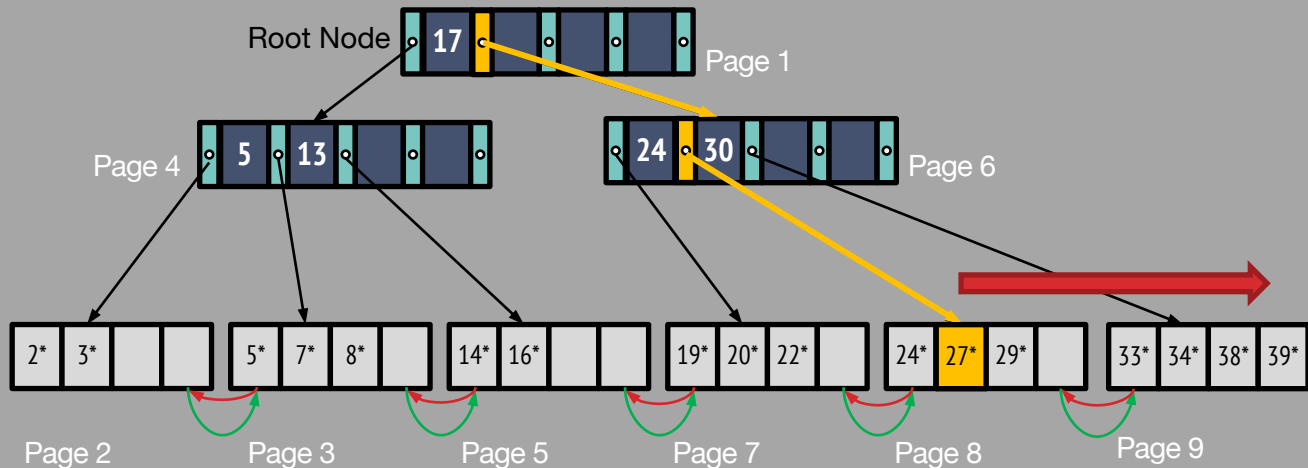 Root Node
17
Page 1
Page 4
5 13
24 30
Page 6
2* 3*
5* 7* 8*
14* 16*
19* 20* 22*
24* 27* 29*
33* 34* 38* 39*
Page 2
Page 3
Page 5
Page 7
Page 8
Page 9